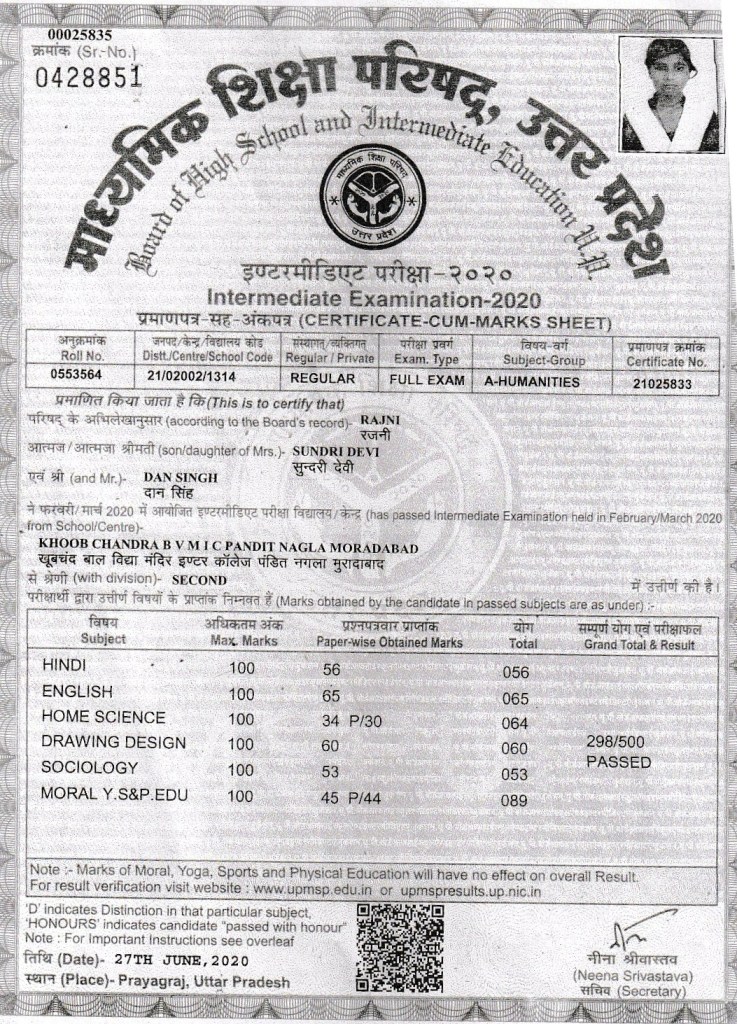 00025835
क्रमांक (Sr. No.)
0428851
माध्यमिक शिक्षा परिषद्, उत्तर प्रदेश
Board of High School and Intermediate Education U.P.
माध्यमिक शिक्षा परिषद
उत्तर प्रदेश
इण्टरमीडिएट परीक्षा-२०२०
Intermediate Examination-2020
प्रमाणपत्र-सह-अंकपत्र (CERTIFICATE-CUM-MARKS SHEET)
अनुक्रमांक जनपद/केन्द्र/विद्यालय कोड संस्थागत/व्यक्तिगत परीक्षा प्रवर्ग विषय-वर्ग प्रमाणपत्र क्रमांक
Roll No. Distt./Centre/School Code Regular / Private Exam. Type Subject-Group Certificate No.
0553564 21/02002/1314 REGULAR FULL EXAM A-HUMANITIES 21025833
प्रमाणित किया जाता है कि (This is to certify that)
परिषद् के अभिलेखानुसार (according to the Board's record)- RAJNI
रजनी
आत्मज/आत्मजा श्रीमती (son/daughter of Mrs.)- SUNDRI DEVI
सुन्दरी देवी
एवं श्री (and Mr.)- DAN SINGH
दान सिंह
ने फरवरी/मार्च 2020 में आयोजित इण्टरमीडिएट परीक्षा विद्यालय/केन्द्र (has passed Intermediate Examination held in February/March 2020
from School/Centre)-
KHOOB CHANDRA B V M I C PANDIT NAGLA MORADABAD
खूबचंद बाल विद्या मंदिर इण्टर कॉलेज पंडित नगला मुरादाबाद
से श्रेणी (with division)- SECOND में उत्तीर्ण की है।
परीक्षार्थी द्वारा उत्तीर्ण विषयों के प्राप्तांक निम्नवत हैं (Marks obtained by the candidate in passed subjects are as under) :-
विषय अधिकतम अंक प्रश्नपत्रवार प्राप्तांक योग सम्पूर्ण योग एवं परीक्षाफल
Subject Max. Marks Paper-wise Obtained Marks Total Grand Total & Result
HINDI 100 56 056
ENGLISH 100 65 065
HOME SCIENCE 100 34 P/30 064
DRAWING DESIGN 100 60 060 298/500
SOCIOLOGY 100 53 053 PASSED
MORAL Y.S&P.EDU 100 45 P/44 089
Note :- Marks of Moral, Yoga, Sports and Physical Education will have no effect on overall Result.
For result verification visit website : www.upmsp.edu.in or upmspresults.up.nic.in
'D' indicates Distinction in that particular subject,
'HONOURS' indicates candidate "passed with honour"
Note : For Important Instructions see overleaf
तिथि (Date)- 27TH JUNE,2020
स्थान (Place)- Prayagraj, Uttar Pradesh
नीना श्रीवास्तव
(Neena Srivastava)
सचिव (Secretary)